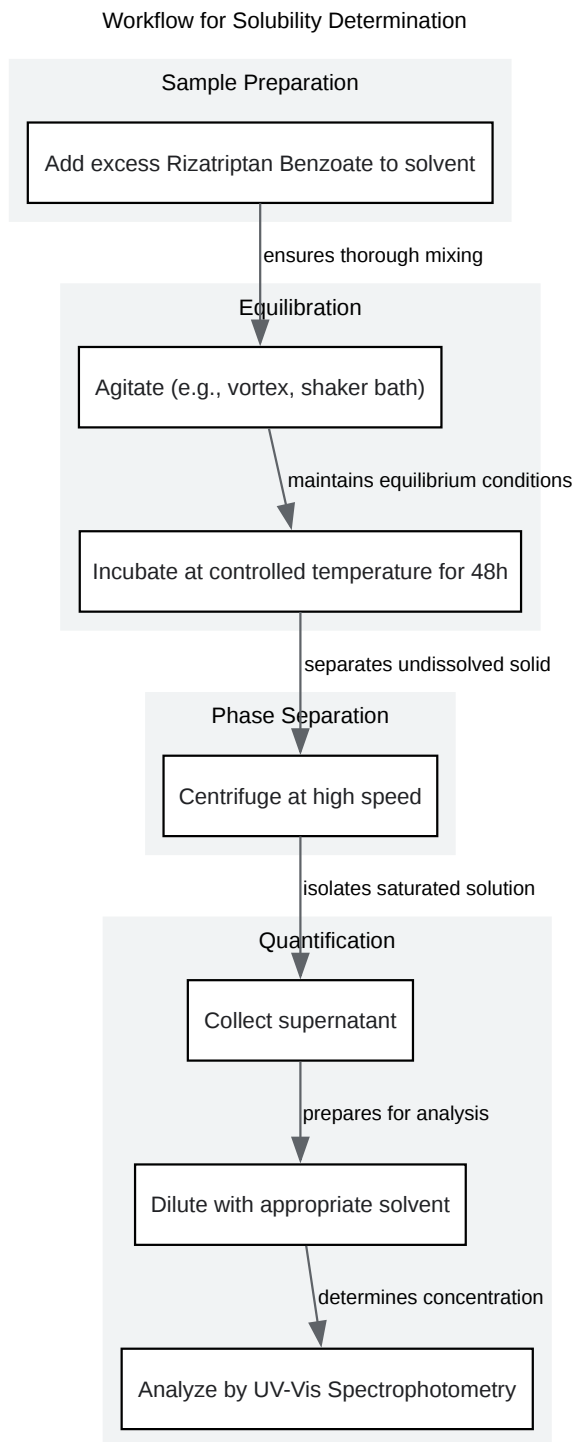 Workflow for Solubility Determination
Sample Preparation
Add excess Rizatriptan Benzoate to solvent
ensures thorough mixing
Equilibration
Agitate (e.g., vortex, shaker bath)
maintains equilibrium conditions
Incubate at controlled temperature for 48h
separates undissolved solid
Phase Separation
Centrifuge at high speed
isolates saturated solution
Quantification
Collect supernatant
prepares for analysis
Dilute with appropriate solvent
determines concentration
Analyze by UV-Vis Spectrophotometry